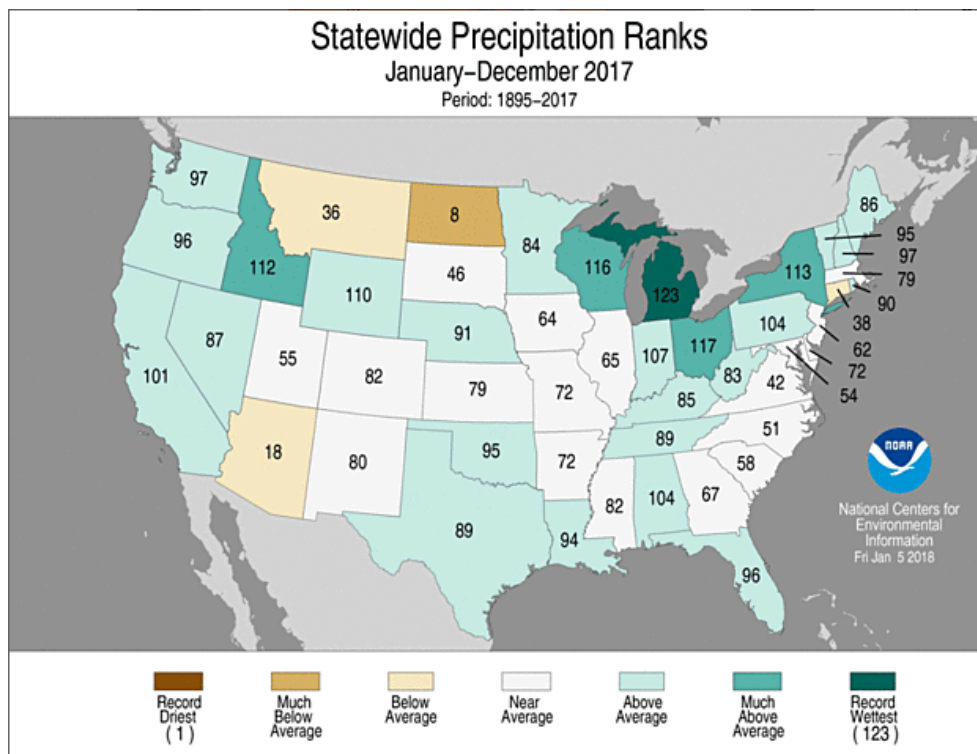 Statewide Precipitation Ranks
January–December 2017
Period: 1895–2017
97
36
8
84
86
95
97
79
90
38
62
72
54
96
112
110
46
116
123
113
91
64
104
87
55
82
79
72
65
107
117
83
42
101
85
51
18
80
95
72
89
58
82
104
67
89
94
96
NOAA
National Centers for
Environmental
Information
Fri Jan 5 2018
Record
Driest
( 1 )
Much
Below
Average
Below
Average
Near
Average
Above
Average
Much
Above
Average
Record
Wettest
( 123 )